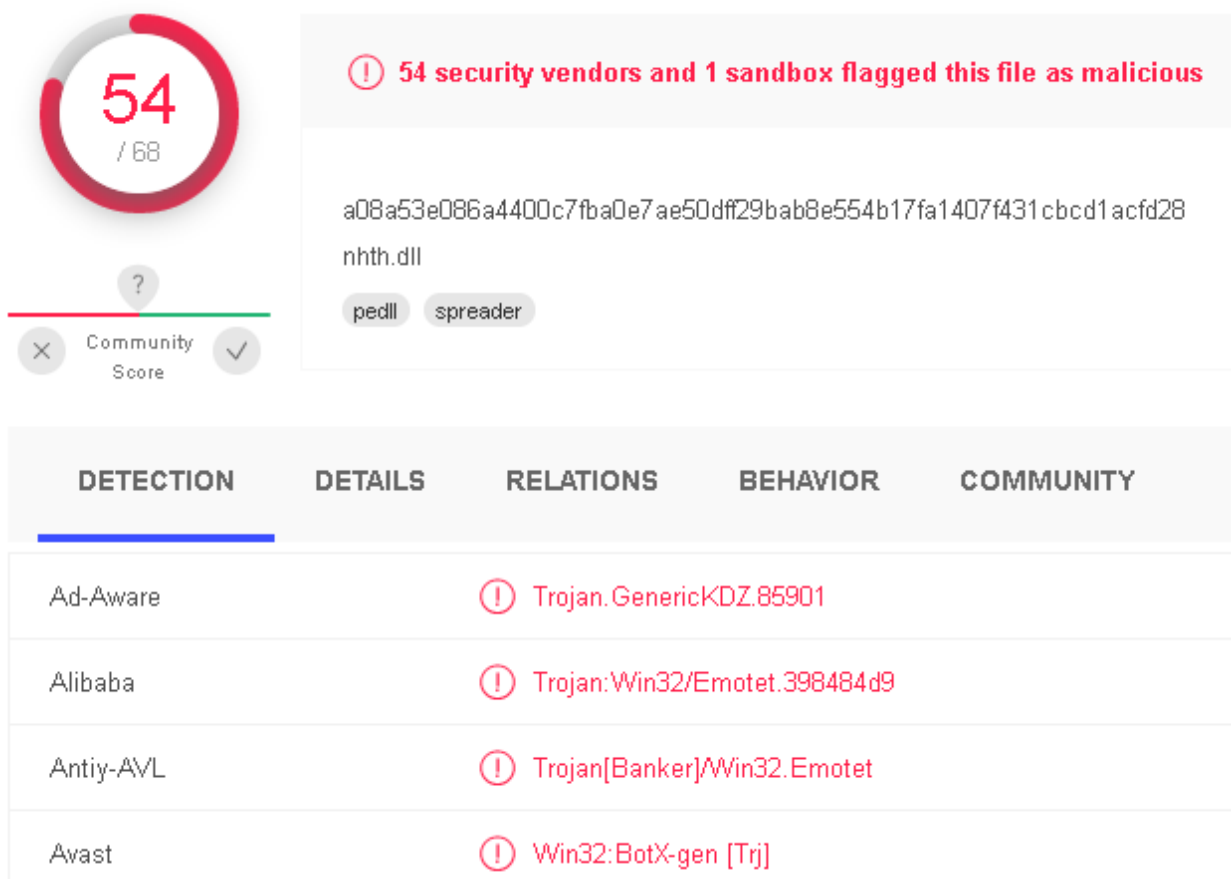 54
/ 68
54 security vendors and 1 sandbox flagged this file as malicious
a08a53e086a4400c7fba0e7ae50dff29bab8e554b17fa1407f431cbcd1acfd28
nhth.dll
pedll spreader
?
Community
Score
DETECTION DETAILS RELATIONS BEHAVIOR COMMUNITY
Ad-Aware Trojan.GenericKDZ.85901
Alibaba Trojan:Win32/Emotet.398484d9
Antiy-AVL Trojan[Banker]/Win32.Emotet
Avast Win32:BotX-gen [Trj]